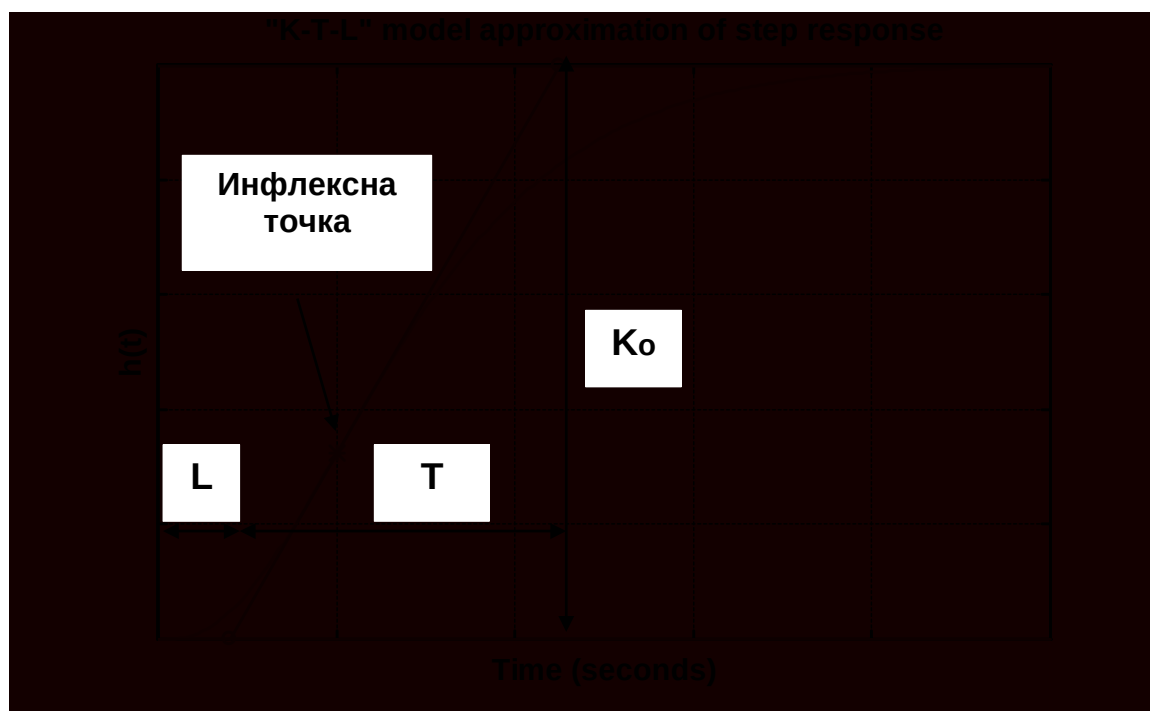 "K-T-L" model approximation of step response
Инфлексна
точка
Ko
h(t)
L
T
Time (seconds)